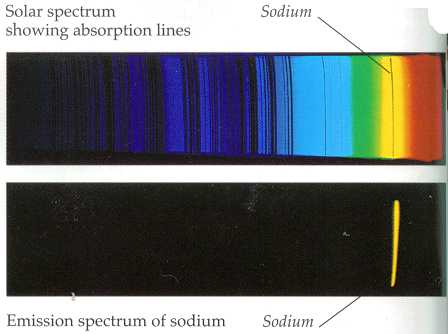 Solar spectrum
showing absorption lines
Sodium
Emission spectrum of sodium
Sodium